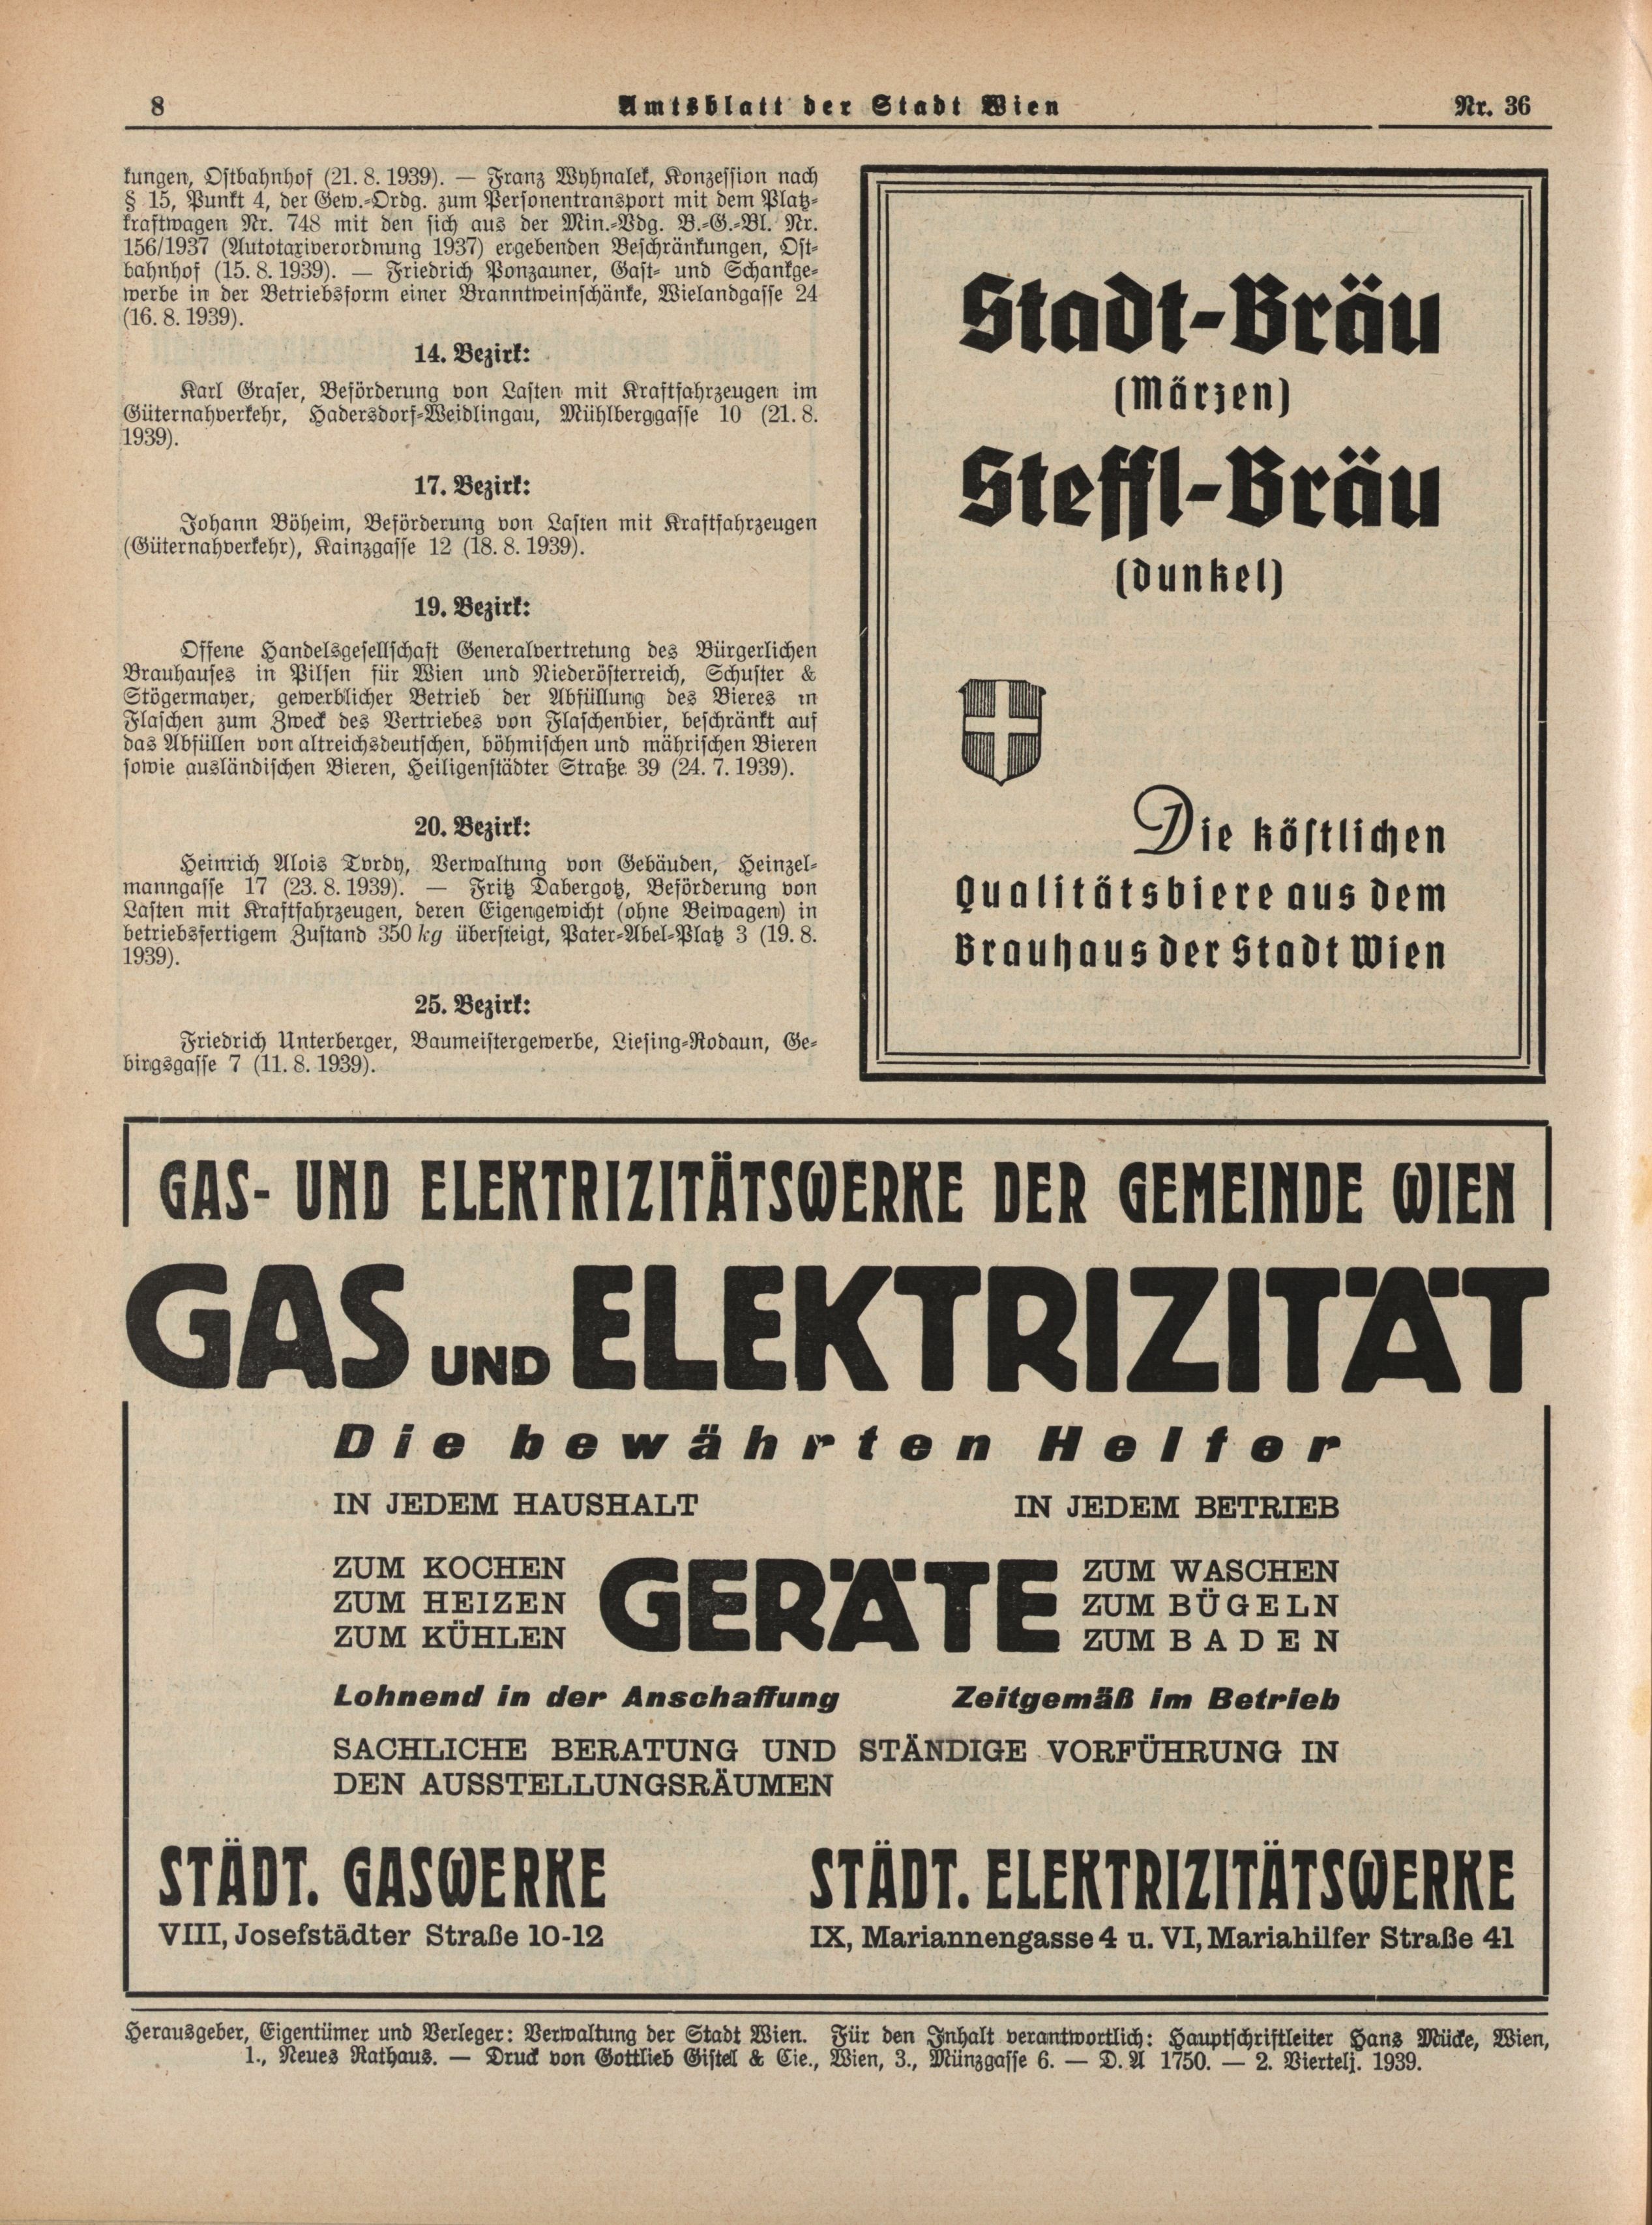 8
Amtsblatt der Stadt Wien
Nr. 36
kungen, Ostbahnhof (21. 8. 1939). — Franz Wyhnalek, Konzession nach
§ 15, Punkt 4, der Gew.-Ordg. zum Personentransport mit dem Platz-
kraftwagen Nr. 748 mit den sich aus der Min.-Vdg. B.-G.-Bl. Nr.
156/1937 (Autotaxiverordnung 1937) ergebenden Beschränkungen, Ost-
bahnhof (15. 8. 1939). — Friedrich Ponzauner, Gast- und Schankge-
werbe in der Betriebsform einer Branntweinschänke, Wielandgasse 24
(16. 8. 1939).
14. Bezirk:
Karl Graser, Beförderung von Lasten mit Kraftfahrzeugen im
Güternahverkehr, Hadersdorf-Weidlingau, Mühlberggasse 10 (21. 8.
1939).
17. Bezirk:
Johann Böheim, Beförderung von Lasten mit Kraftfahrzeugen
(Güternahverkehr), Kainzgasse 12 (18. 8. 1939).
19. Bezirk:
Offene Handelsgesellschaft Generalvertretung des Bürgerlichen
Brauhauses in Pilsen für Wien und Niederösterreich, Schuster &
Stögermayer, gewerblicher Betrieb der Abfüllung des Bieres in
Flaschen zum Zweck des Vertriebes von Flaschenbier, beschränkt auf
das Abfüllen von altreichsdeutschen, böhmischen und mährischen Bieren
sowie ausländischen Bieren, Heiligenstädter Straße 39 (24. 7. 1939).
20. Bezirk:
Heinrich Alois Tvrdy, Verwaltung von Gebäuden, Heinzel-
manngasse 17 (23. 8. 1939). — Fritz Dabergotz, Beförderung von
Lasten mit Kraftfahrzeugen, deren Eigengewicht (ohne Beiwagen) in
betriebsfertigem Zustand 350 kg übersteigt, Pater-Abel-Platz 3 (19. 8.
1939).
25. Bezirk:
Friedrich Unterberger, Baumeistergewerbe, Liesing-Rodaun, Ge-
birgsgasse 7 (11. 8. 1939).
Stadt-Bräu
(Märzen)
Steffl-Bräu
(dunkel)
Die köstlichen
Qualitätsbiere aus dem
Brauhaus der Stadt Wien
GAS- UND ELEKTRIZITÄTSWERKE DER GEMEINDE WIEN
GAS UND ELEKTRIZITÄT
Die bewährten Helfer
IN JEDEM HAUSHALT
IN JEDEM BETRIEB
ZUM KOCHEN
ZUM HEIZEN
ZUM KÜHLEN
GERÄTE
ZUM WASCHEN
ZUM BÜGELN
ZUM BADEN
Lohnend in der Anschaffung
Zeitgemäß im Betrieb
SACHLICHE BERATUNG UND STÄNDIGE VORFÜHRUNG IN
DEN AUSSTELLUNGSRÄUMEN
STÄDT. GASWERKE
VIII, Josefstädter Straße 10-12
STÄDT. ELEKTRIZITÄTSWERKE
IX, Mariannengasse 4 u. VI, Mariahilfer Straße 41
Herausgeber, Eigentümer und Verleger: Verwaltung der Stadt Wien. Für den Inhalt verantwortlich: Hauptschriftleiter Hans Mücke, Wien,
1., Neues Rathaus. — Druck von Gottlieb Gistel & Cie., Wien, 3., Münzgasse 6. — D. A 1750. — 2. Viertelj. 1939.